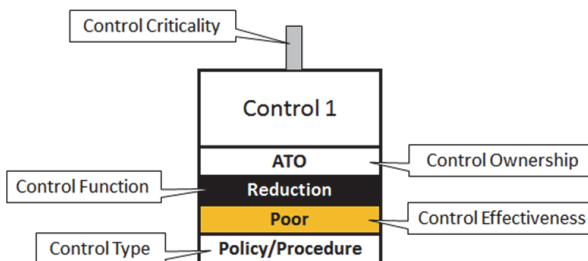 Control Criticality
Control 1
ATO
Control Ownership
Control Function
Reduction
Poor
Control Effectiveness
Control Type
Policy/Procedure